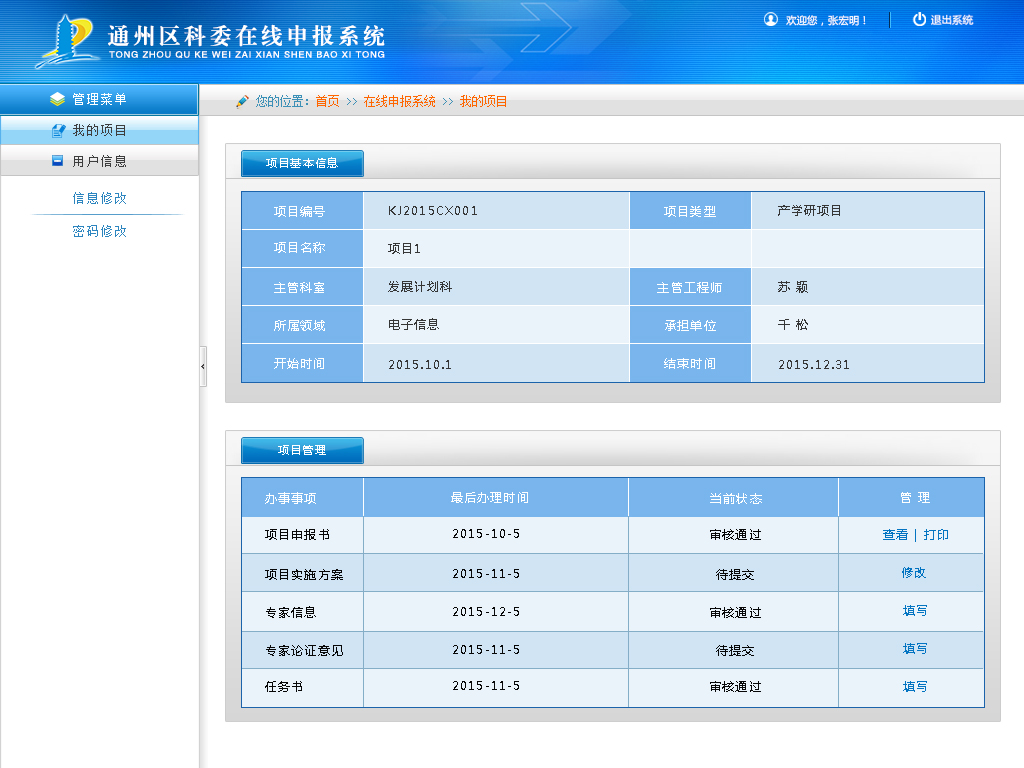 通州区科委在线申报系统
TONG ZHOU QU KE WEI ZAI XIAN SHEN BAO XI TONG
欢迎您，张宏明！ 退出系统
管理菜单
我的项目
用户信息
信息修改
密码修改
您的位置：首页 >> 在线申报系统 >> 我的项目
项目基本信息
项目编号 KJ2015CX001 项目类型 产学研项目
项目名称 项目1
主管科室 发展计划科 主管工程师 苏 颖
所属领域 电子信息 承担单位 千 松
开始时间 2015.10.1 结束时间 2015.12.31
项目管理
办事事项 最后办理时间 当前状态 管 理
项目申报书 2015-10-5 审核通过 查看 | 打印
项目实施方案 2015-11-5 待提交 修改
专家信息 2015-12-5 审核通过 填写
专家论证意见 2015-11-5 待提交 填写
任务书 2015-11-5 审核通过 填写